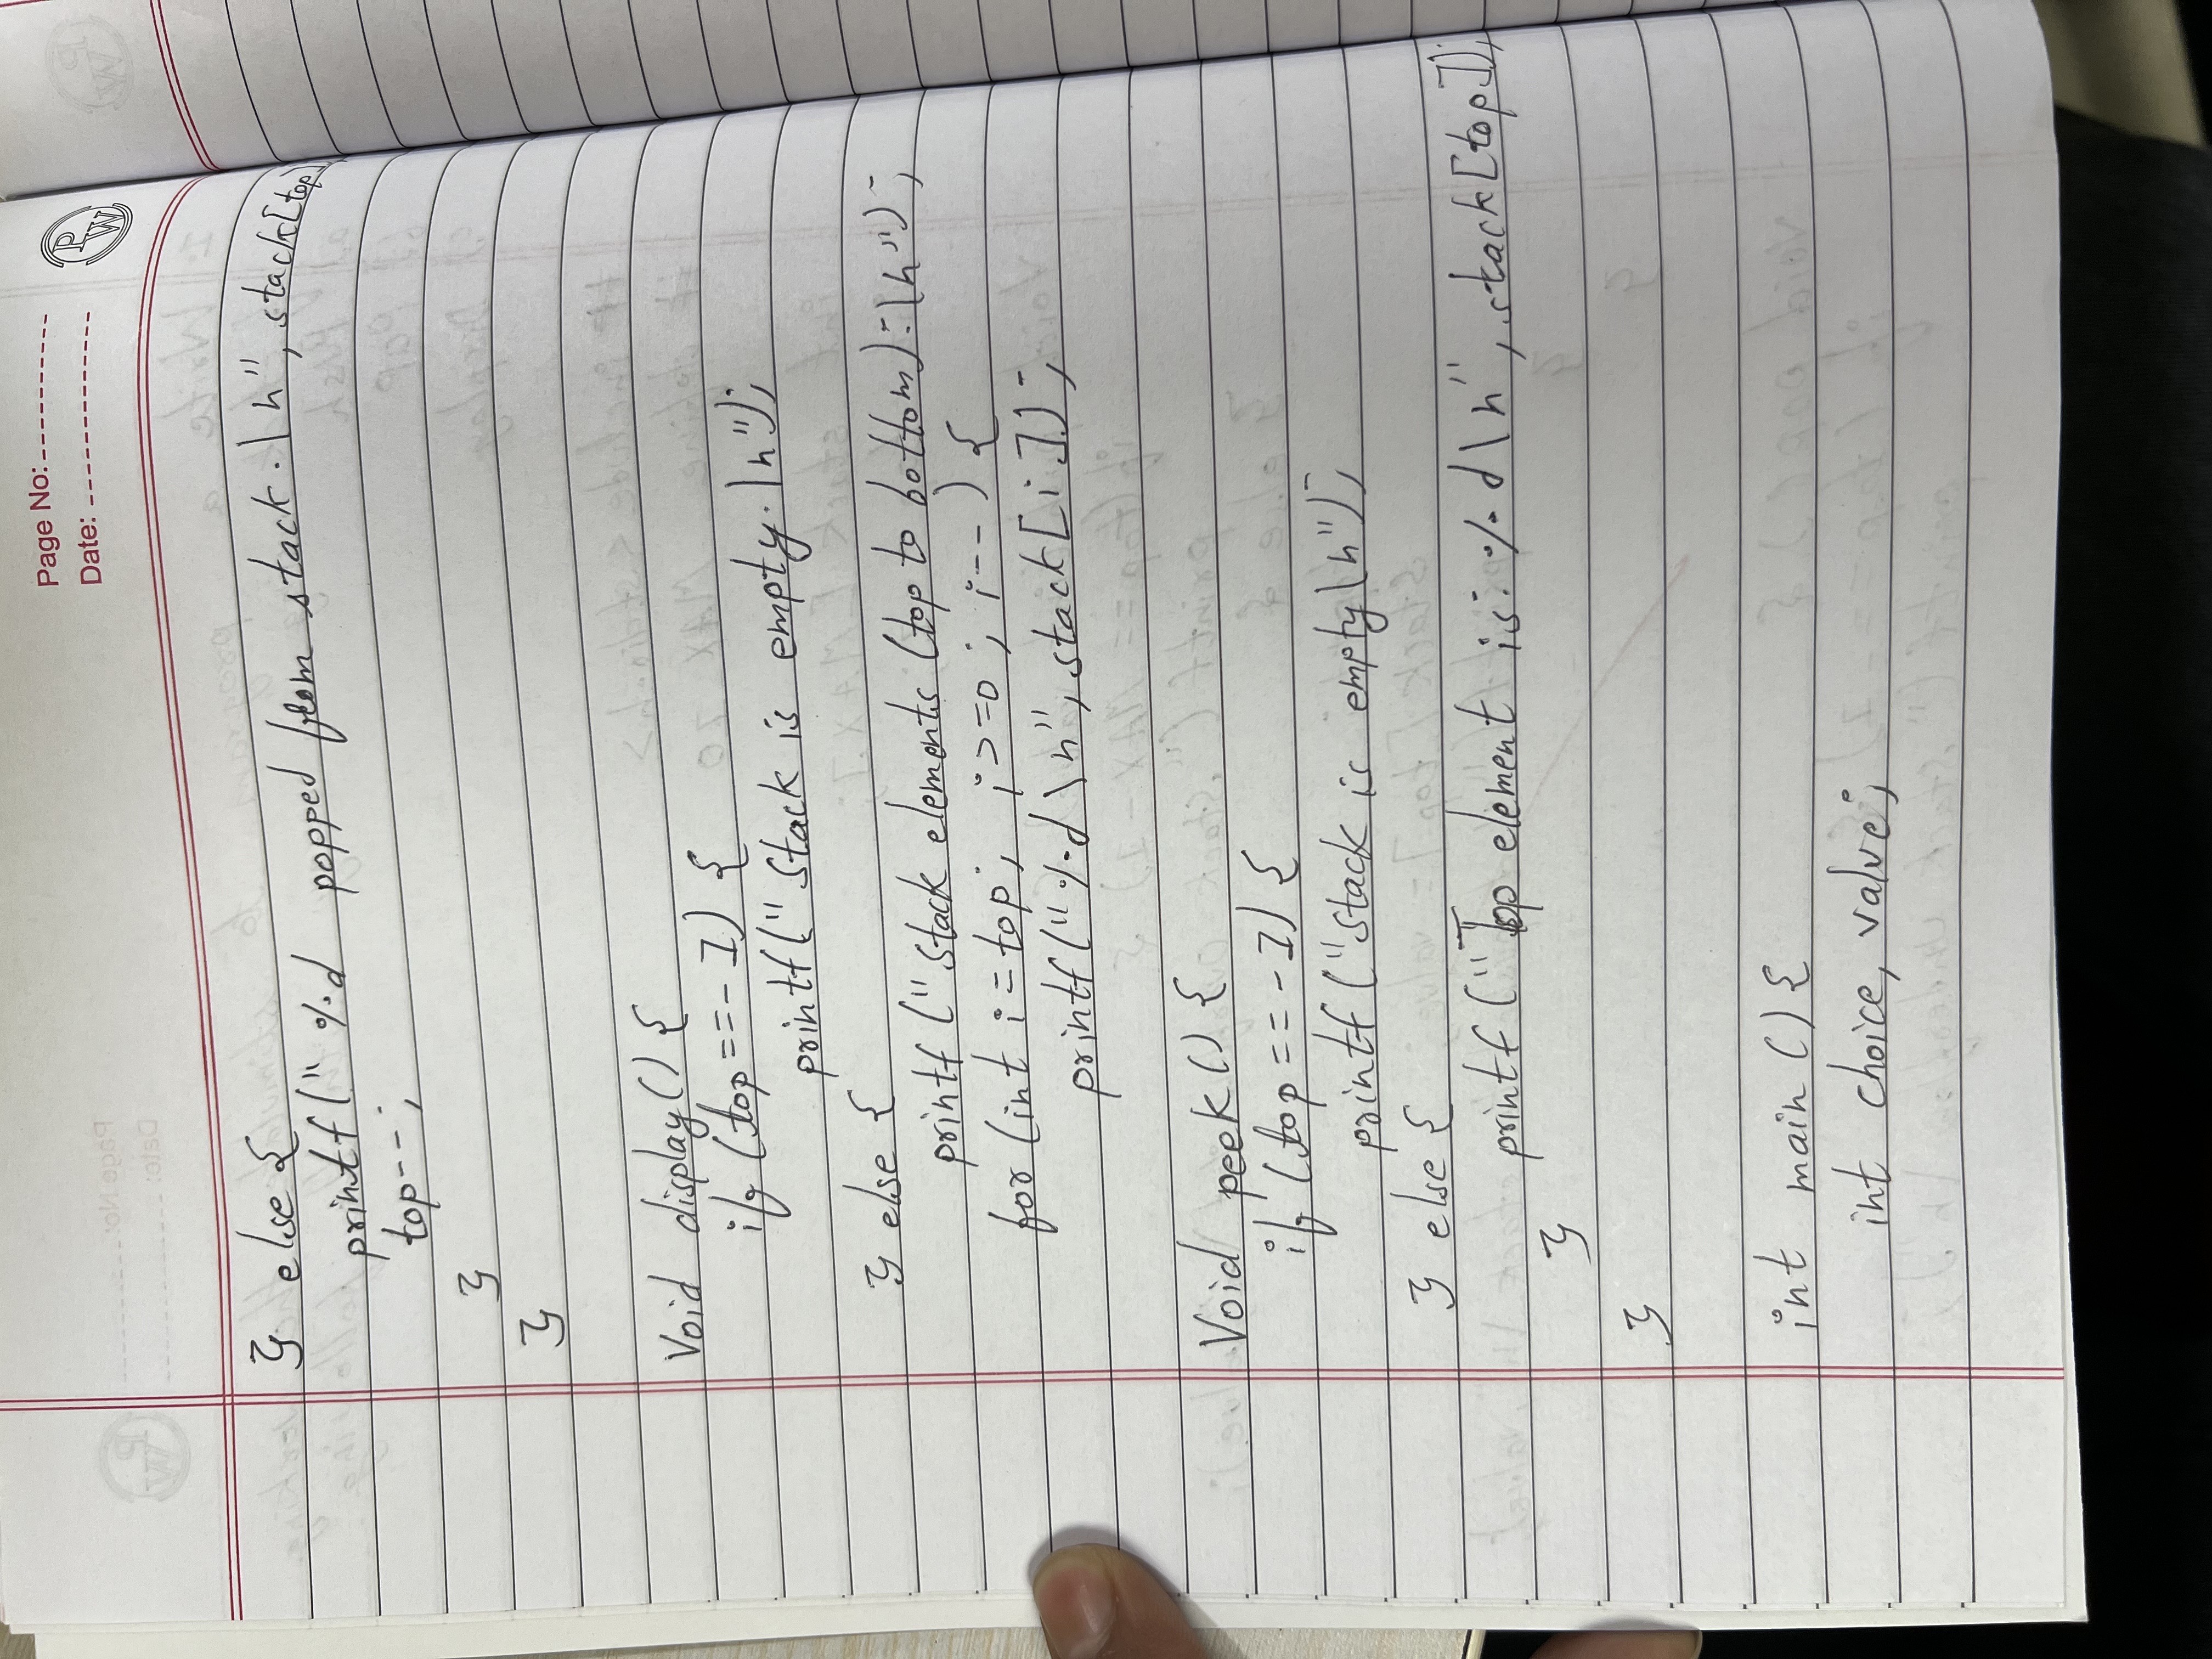 Page No:
Date:
PW
} else {
printf(" %d popped from stack.\n", stack[top]
top--;
}
}
Void display() {
if (top==-1) {
printf("Stack is empty.\n");
} else {
printf ("Stack elements (top to bottom):\n");
for (int i=top; i>=0; i--) {
printf("%d\n", stack[i]);
Void peek() {
if (top==-1) {
printf ("Stack is empty\n");
} else {
printf ("Top element is: %d\n", stack[top]);
}
}
int main () {
int choice, value;